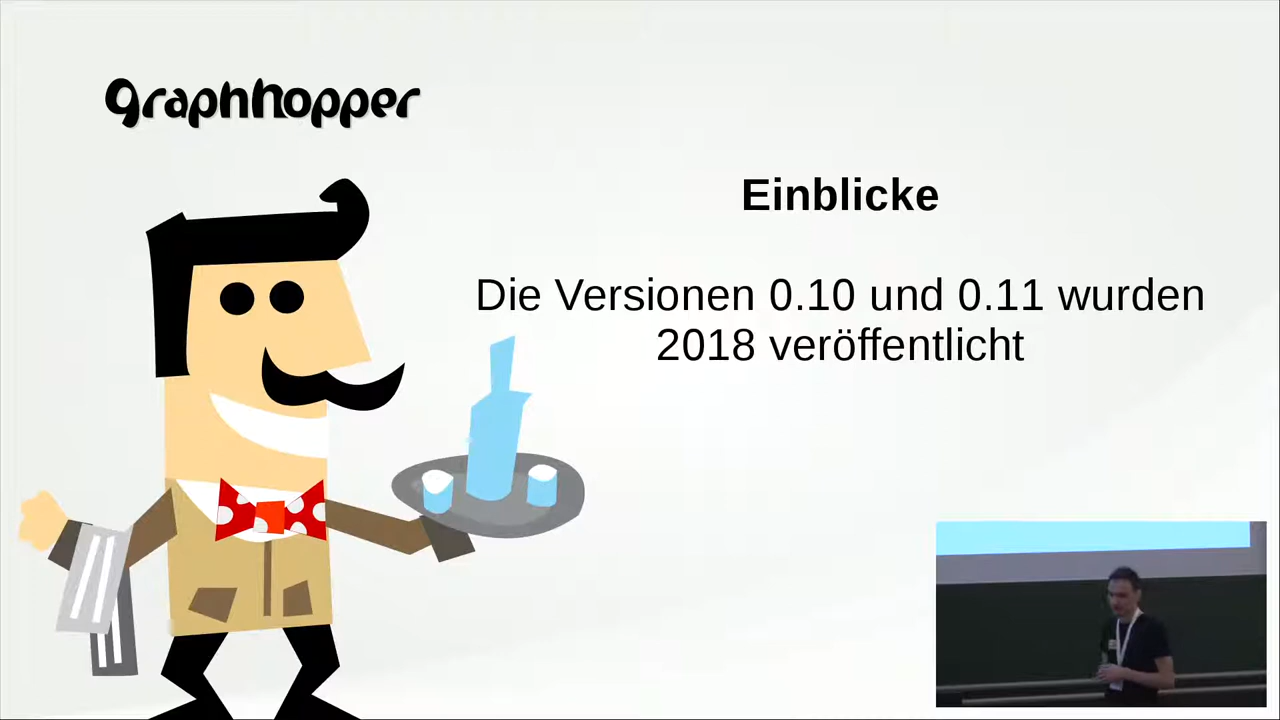 graphhopper
Einblicke
Die Versionen 0.10 und 0.11 wurden
2018 veröffentlicht